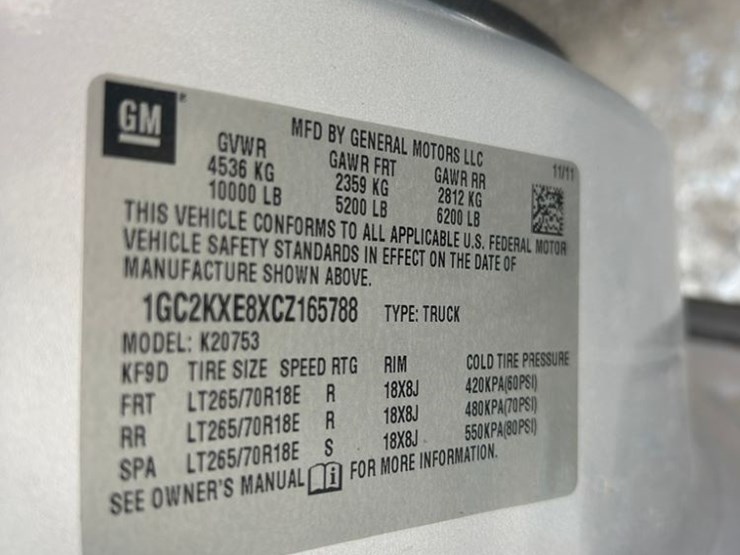 GM
MFD BY GENERAL MOTORS LLC 11/11
GVWR GAWR FRT GAWR RR
4536 KG 2359 KG 2812 KG
10000 LB 5200 LB 6200 LB
THIS VEHICLE CONFORMS TO ALL APPLICABLE U.S. FEDERAL MOTOR
VEHICLE SAFETY STANDARDS IN EFFECT ON THE DATE OF
MANUFACTURE SHOWN ABOVE.
1GC2KXE8XCZ165788 TYPE: TRUCK
MODEL: K20753
KF9D TIRE SIZE SPEED RTG RIM COLD TIRE PRESSURE
FRT LT265/70R18E R 18X8J 420KPA(60PSI)
RR LT265/70R18E R 18X8J 480KPA(70PSI)
SPA LT265/70R18E S 18X8J 550KPA(80PSI)
SEE OWNER'S MANUAL i FOR MORE INFORMATION.